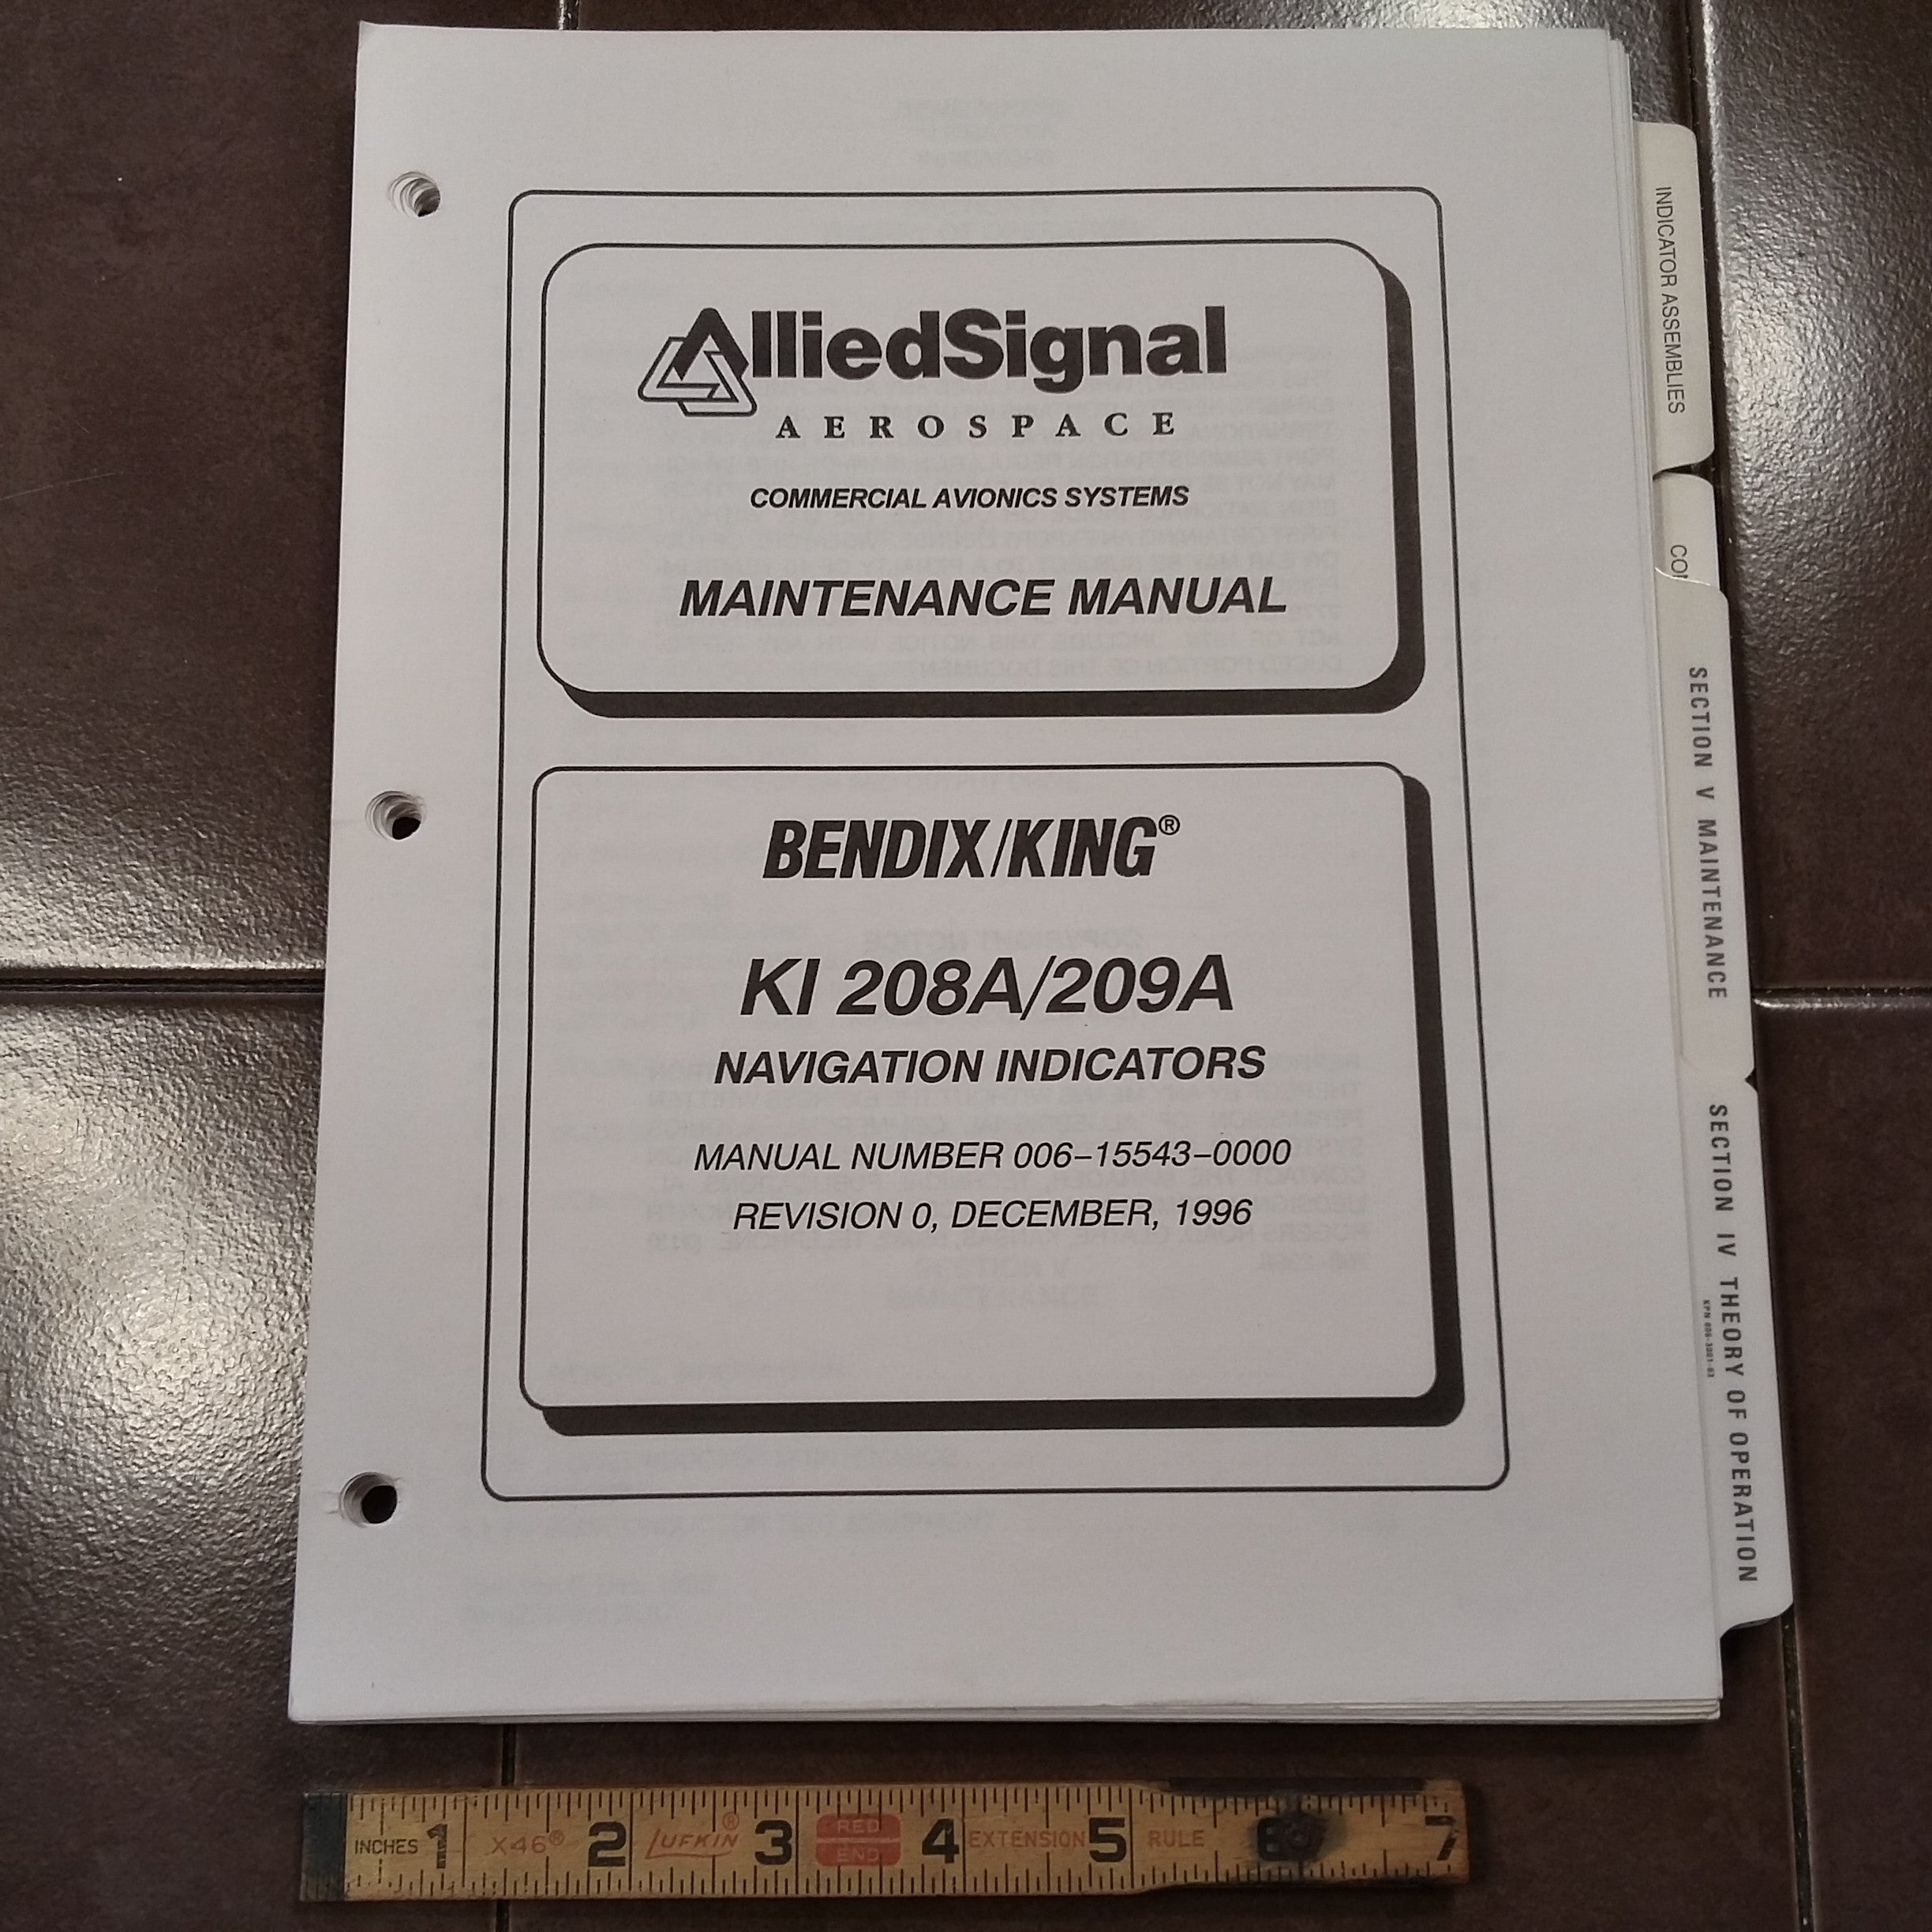 AlliedSignal
AEROSPACE
COMMERCIAL AVIONICS SYSTEMS
MAINTENANCE MANUAL
BENDIX/KING®
KI 208A/209A
NAVIGATION INDICATORS
MANUAL NUMBER 006–15543–0000
REVISION 0, DECEMBER, 1996
INDICATOR ASSEMBLIES
CON
SECTION V MAINTENANCE
SECTION IV THEORY OF OPERATION
INCHES 1 X46® 2 LUFKIN® 3 RED END 4 EXTENSION 5 RULE 6 7